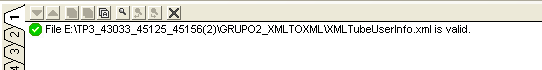 File E:\TP3_43033_45125_45156(2)\GRUPO2_XMLTOXML\XMLTubeUserInfo.xml is valid.
1
2
3
4